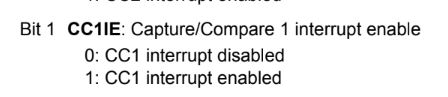 Bit 1 CC1IE: Capture/Compare 1 interrupt enable
0: CC1 interrupt disabled
1: CC1 interrupt enabled